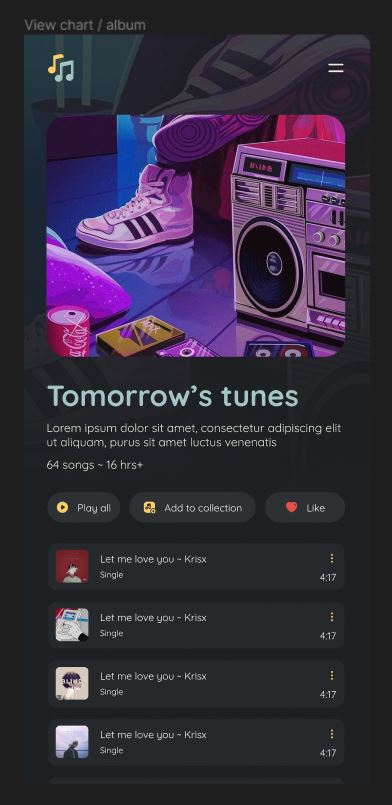 View chart / album
Tomorrow's tunes
Lorem ipsum dolor sit amet, consectetur adipiscing elit
ut aliquam, purus sit amet luctus venenatis
64 songs ~ 16 hrs+
Play all
Add to collection
Like
Let me love you ~ Krisx
Single
4:17
Let me love you ~ Krisx
Single
4:17
Let me love you ~ Krisx
Single
4:17
Let me love you ~ Krisx
Single
4:17